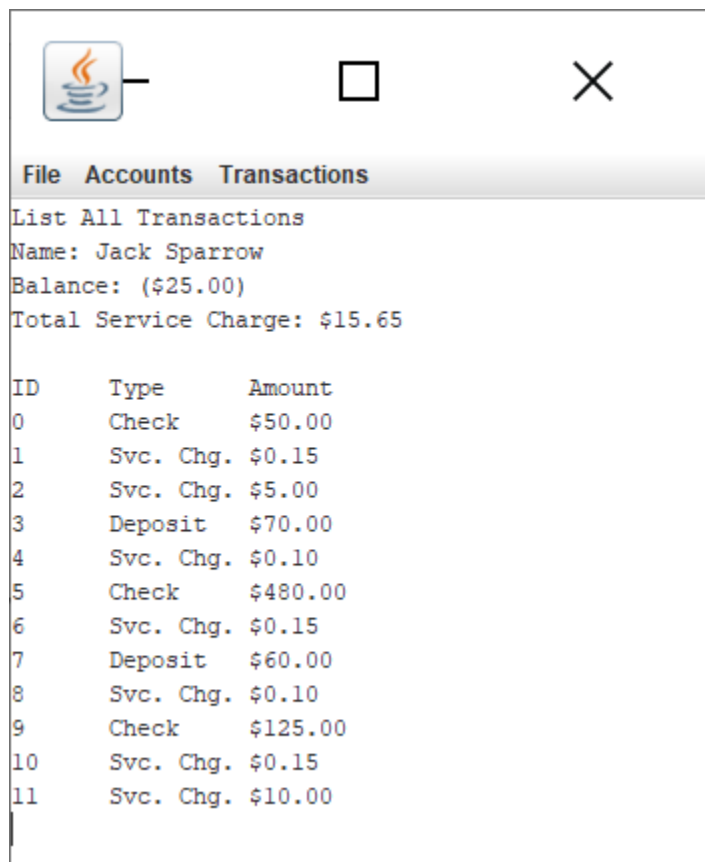 File Accounts Transactions
List All Transactions
Name: Jack Sparrow
Balance: ($25.00)
Total Service Charge: $15.65
ID Type Amount
0 Check $50.00
1 Svc. Chg. $0.15
2 Svc. Chg. $5.00
3 Deposit $70.00
4 Svc. Chg. $0.10
5 Check $480.00
6 Svc. Chg. $0.15
7 Deposit $60.00
8 Svc. Chg. $0.10
9 Check $125.00
10 Svc. Chg. $0.15
11 Svc. Chg. $10.00